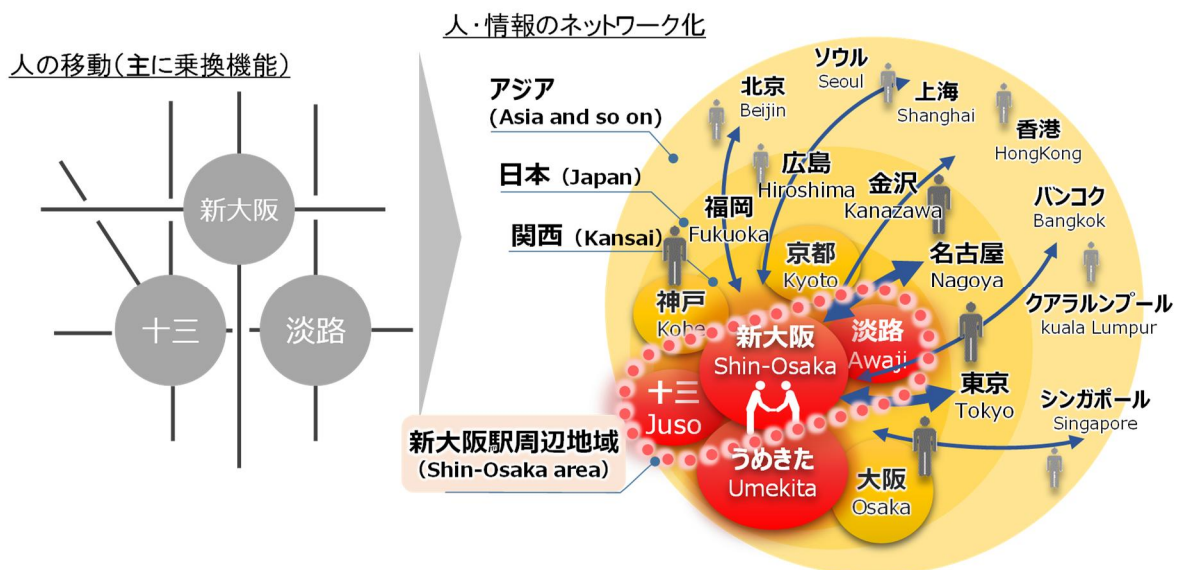 人・情報のネットワーク化
人の移動(主に乗換機能)
新大阪
十三
淡路
アジア
(Asia and so on)
日本 (Japan)
関西 (Kansai)
北京
Beijin
ソウル
Seoul
上海
Shanghai
香港
HongKong
広島
Hiroshima
金沢
Kanazawa
バンコク
Bangkok
福岡
Fukuoka
京都
Kyoto
名古屋
Nagoya
神戸
Kobe
クアラルンプール
kuala Lumpur
新大阪
Shin-Osaka
淡路
Awaji
十三
Juso
東京
Tokyo
シンガポール
Singapore
新大阪駅周辺地域
(Shin-Osaka area)
うめきた
Umekita
大阪
Osaka